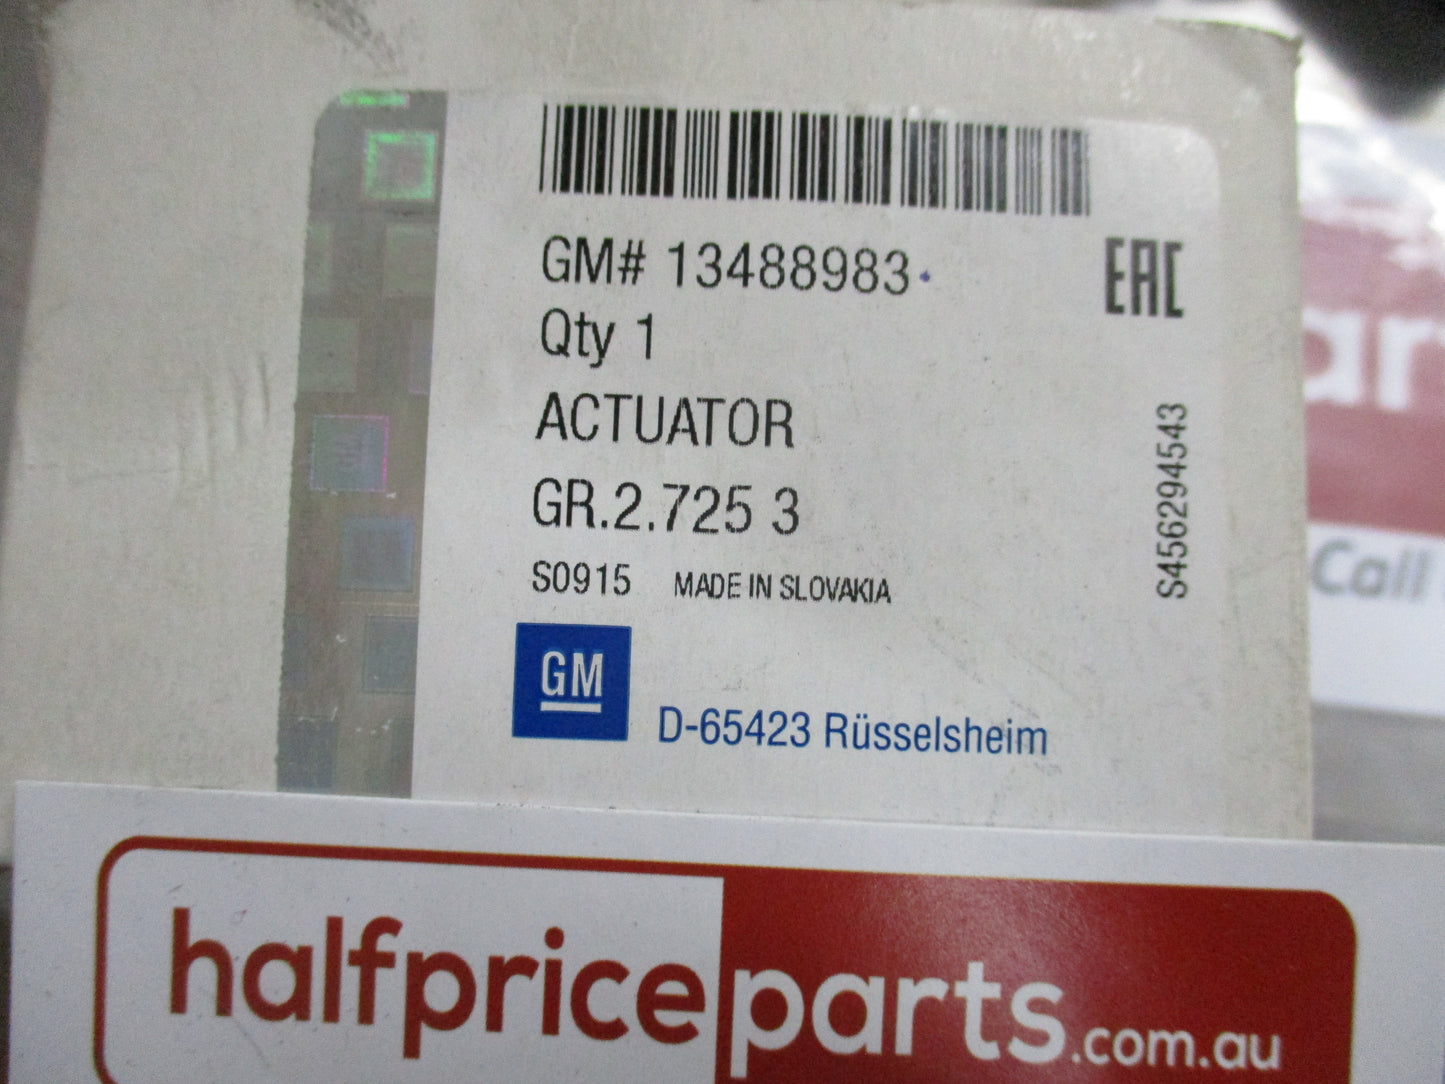 GM# 13488983
EAC
Qty 1
ACTUATOR
GR.2.725 3
S0915 MADE IN SLOVAKIA
S456294543
GM
D-65423 Rüsselsheim
halfpriceparts.com.au
Call